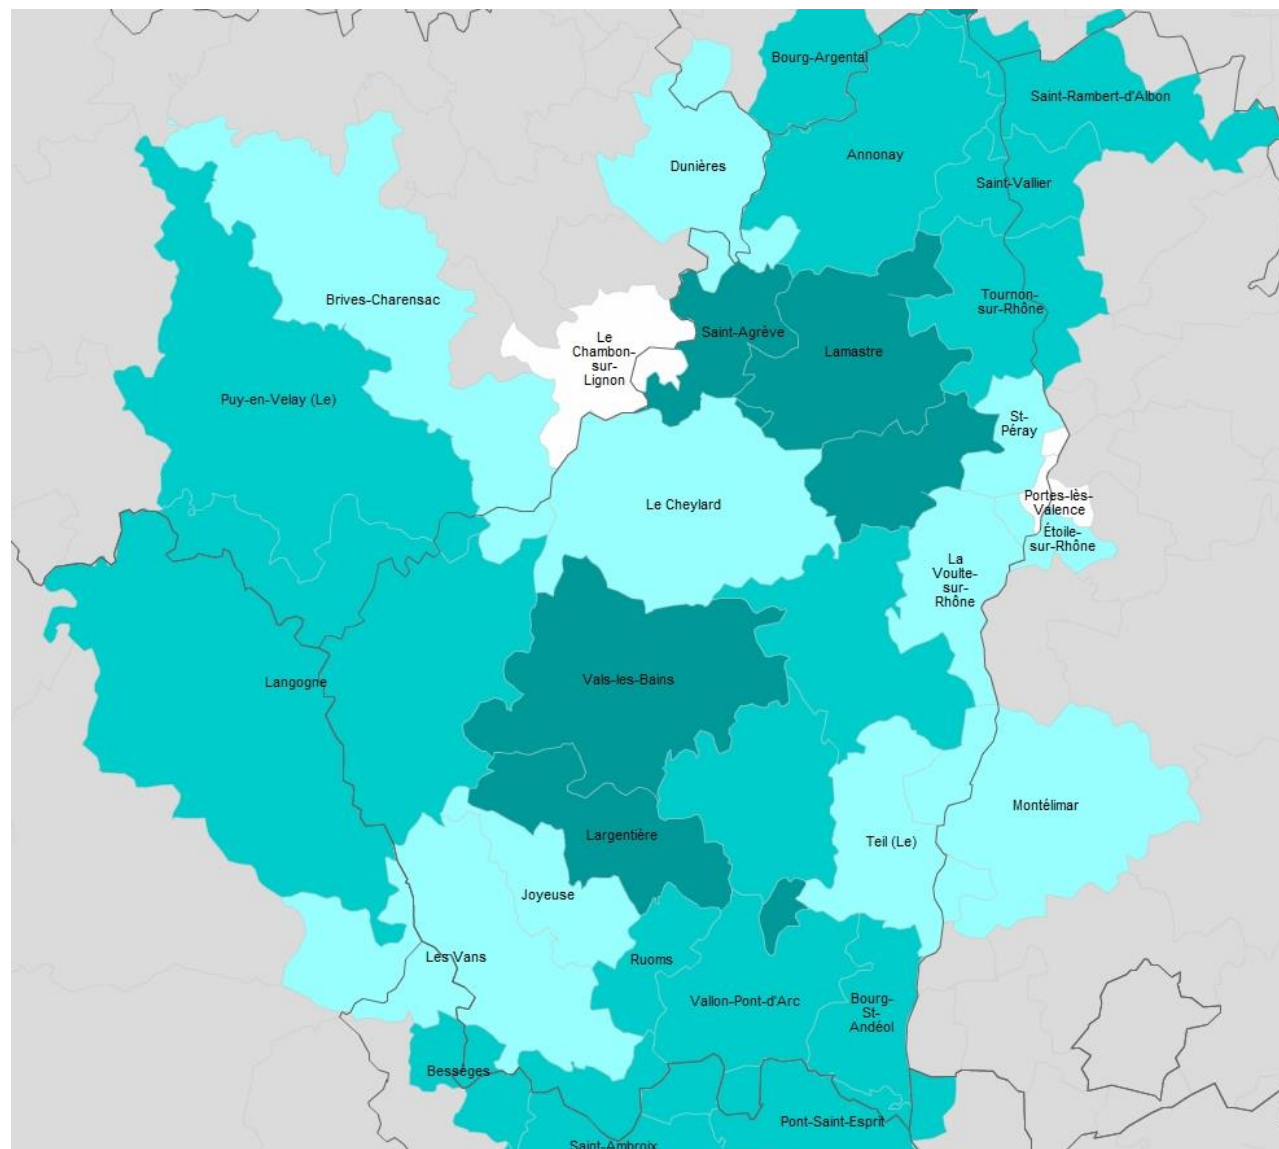 Bourg-Argental
Saint-Rambert-d'Albon
Annonay
Dunières
Saint-Vallier
Brives-Charensac
Tournon-
sur-Rhône
Saint-Agrève
Le
Chambon-
sur-
Lignon
Lamastre
Puy-en-Velay (Le)
St-
Péray
Le Cheylard
Portes-lès-
Valence
Étoile-
sur-Rhône
La
Voulte-
sur-
Rhône
Vals-les-Bains
Langogne
Montélimar
Largentière
Teil (Le)
Joyeuse
Les Vans
Ruoms
Vallon-Pont-d'Arc
Bourg-
St-
Andéol
Bessèges
Pont-Saint-Esprit
Saint-Ambroix